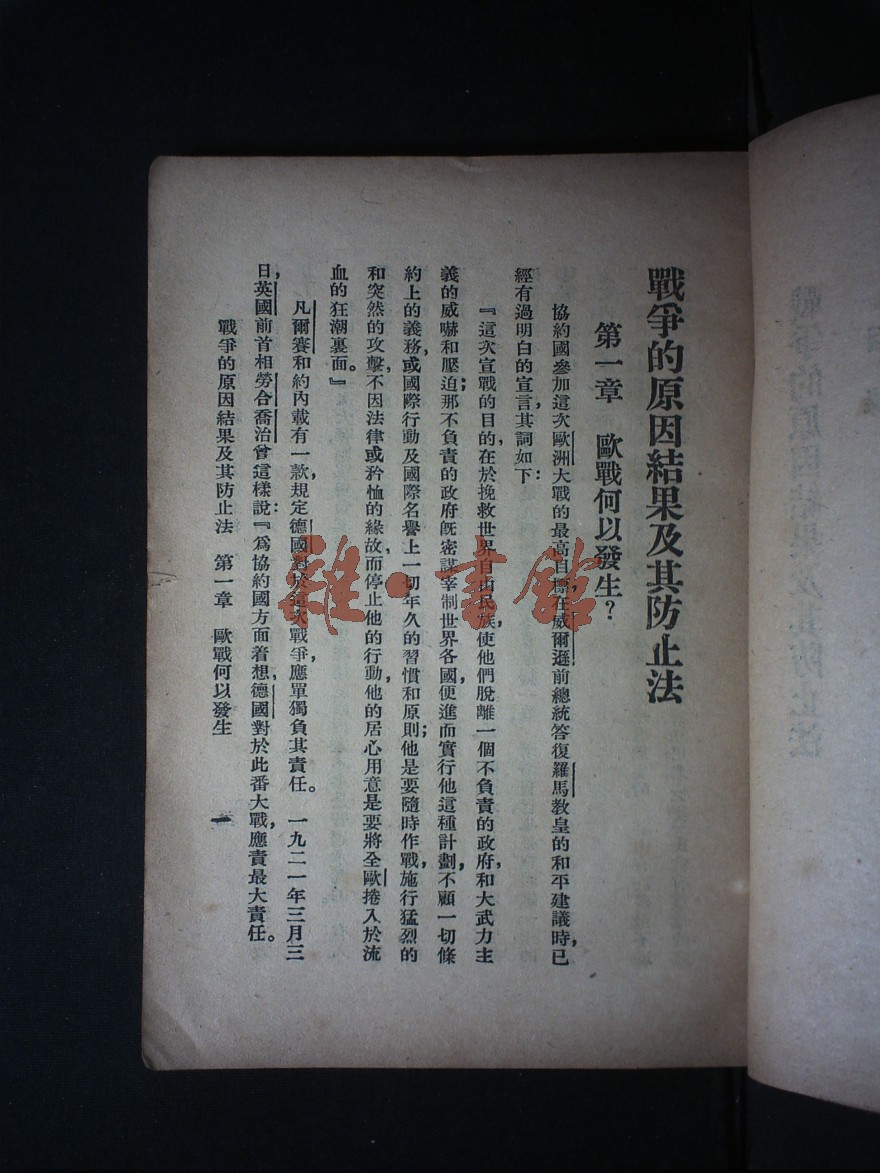 戰爭的原因結果及其防止法
第一章　歐戰何以發生？
協約國參加這次歐洲大戰的最高目標在威爾遜前總統答復羅馬敎皇的和平建議時，已
經有過明白的宣言，其詞如下：
『這次宣戰的目的，在於挽救世界自由民族，使他們脫離一個不負責的政府和大武力主
義的威嚇和壓迫；那不負責的政府旣密謀宰制世界各國，便進而實行他這種計劃，不顧一切條
約上的義務，或國際行動及國際名譽上一切年久的習慣和原則；他是要隨時作戰，施行猛烈的
和突然的攻擊，不因法律或矜恤的緣故，而停止他的行動，他的居心用意是要將全歐捲入於流
血的狂潮裏面。』
凡爾賽和約內載有一款，規定德國對於這次戰爭，應單獨負其責任。一九二一年三月三
日，英國前首相勞合喬治曾這樣說：『爲協約國方面着想，德國對於此番大戰，應責最大責任。
戰爭的原因結果及其防止法　第一章　歐戰何以發生　一
雜·書館